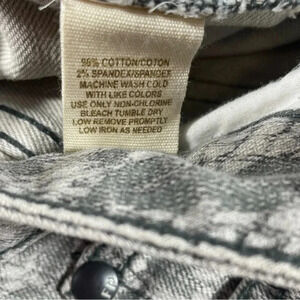 98% COTTON/COTON
2% SPANDEX/SPANDEX
MACHINE WASH COLD
WITH LIKE COLORS
USE ONLY NON-CHLORINE
BLEACH TUMBLE DRY
LOW REMOVE PROMPTLY
LOW IRON AS NEEDED